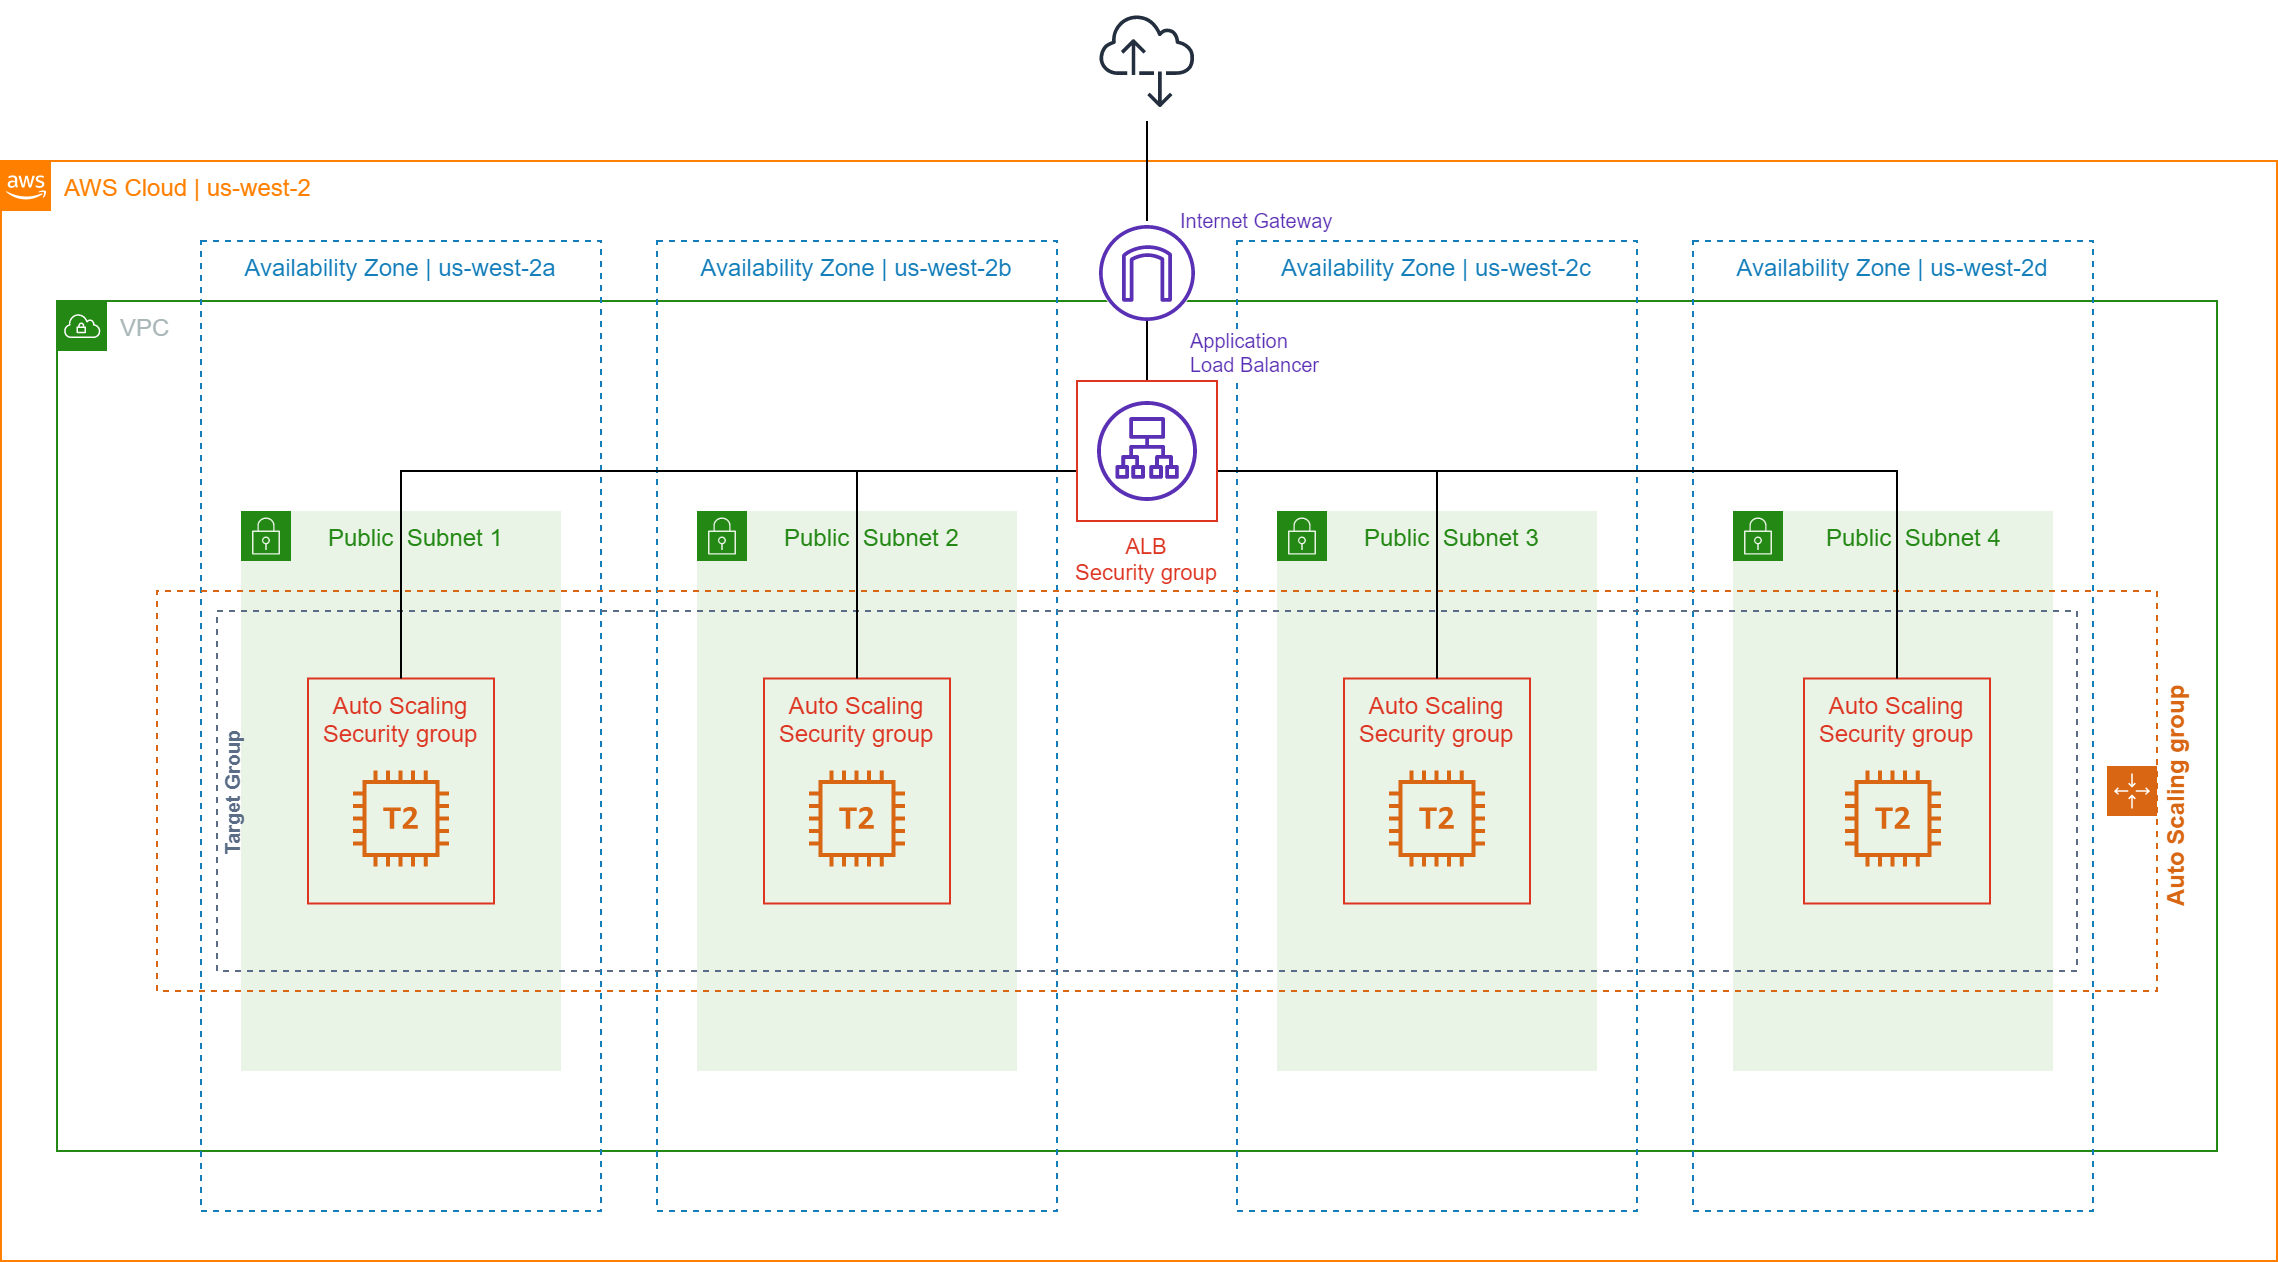 aws
AWS Cloud | us-west-2
Internet Gateway
Availability Zone | us-west-2a
Availability Zone | us-west-2b
Availability Zone | us-west-2c
Availability Zone | us-west-2d
VPC
Application
Load Balancer
Public Subnet 1
Public Subnet 2
ALB
Security group
Public Subnet 3
Public Subnet 4
Target Group
Auto Scaling
Security group
T2
Auto Scaling
Security group
T2
Auto Scaling
Security group
T2
Auto Scaling
Security group
T2
Auto Scaling group